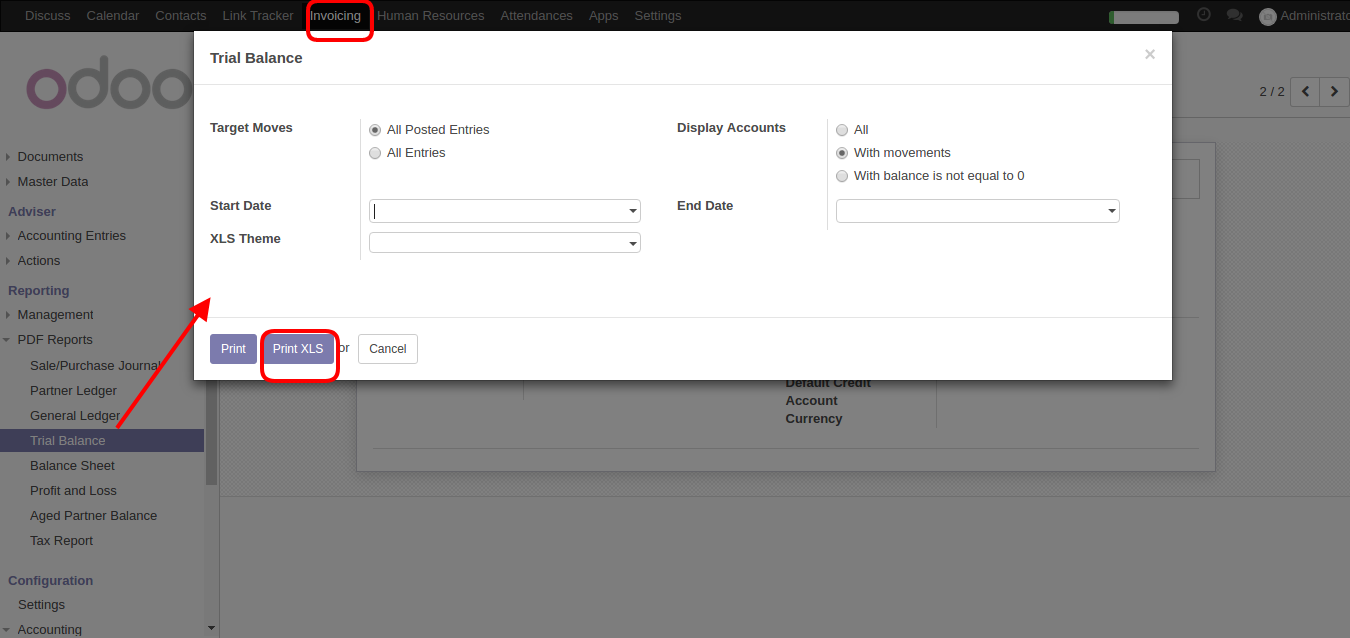 Discuss Calendar Contacts Link Tracker Invoicing Human Resources Attendances Apps Settings Administrato
odoo
2 / 2
Documents
Master Data
Adviser
Accounting Entries
Actions
Reporting
Management
PDF Reports
Sale/Purchase Journal
Partner Ledger
General Ledger
Trial Balance
Balance Sheet
Profit and Loss
Aged Partner Balance
Tax Report
Configuration
Settings
Accounting
Trial Balance ×
Target Moves
All Posted Entries
All Entries
Display Accounts
All
With movements
With balance is not equal to 0
Start Date
End Date
XLS Theme
Print Print XLS or Cancel
Default Credit
Account
Currency